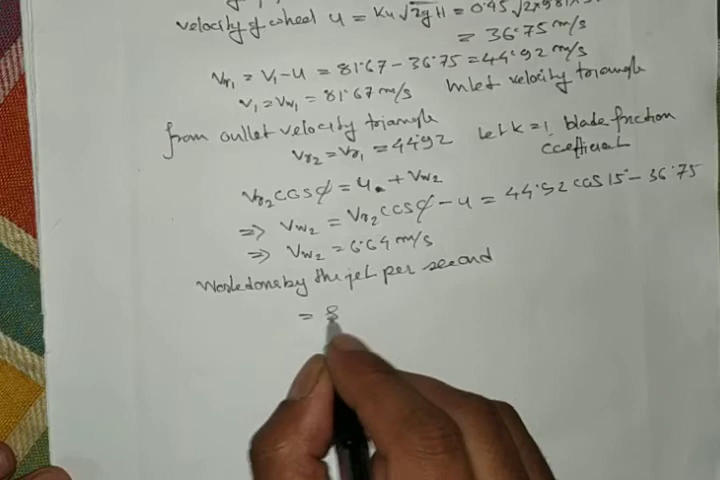 velocity of wheel u = Ku√2gH = 0.45√2×9.81×
= 36.75 m/s
Vr₁ = V₁-u = 81.67 - 36.75 = 44.92 m/s
V₁ = Vw₁ = 81.67 m/s Inlet velocity triangle
from outlet velocity triangle
Vr₂ = Vr₁ = 44.92 Let k = 1, blade friction
coefficient
Vr₂ cos φ = u + Vw₂
⇒ Vw₂ = Vr₂ cos φ - u = 44.92 cos 15° - 36.75
⇒ Vw₂ = 6.64 m/s
Workdone by the jet per second
=